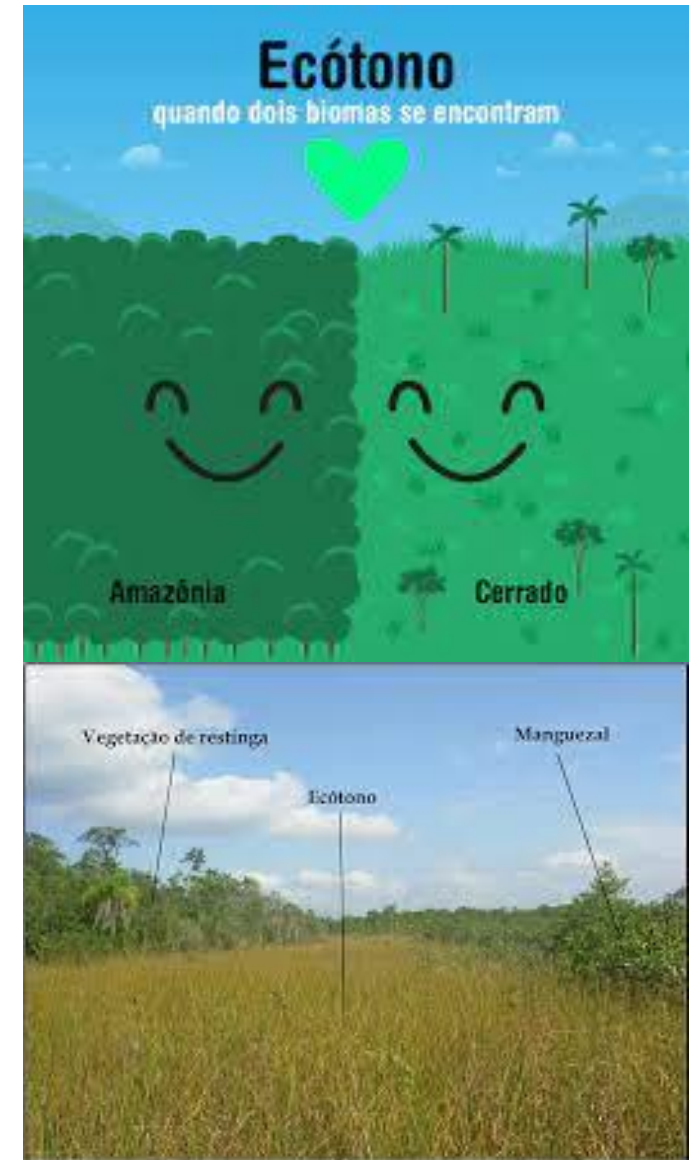 Ecótono
quando dois biomas se encontram
Amazônia
Cerrado
Vegetação de restinga
Manguezal
Ecótono